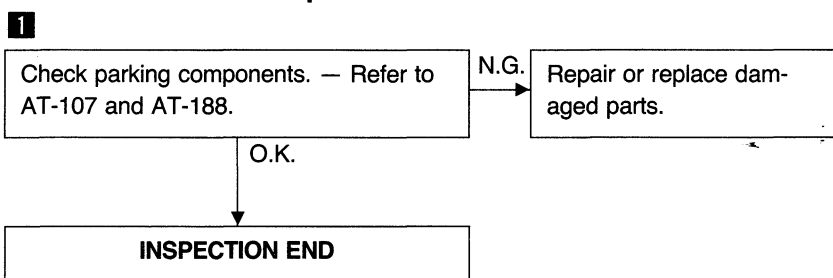 1
Check parking components. — Refer to
AT-107 and AT-188.
N.G.
Repair or replace dam-
aged parts.
O.K.
INSPECTION END